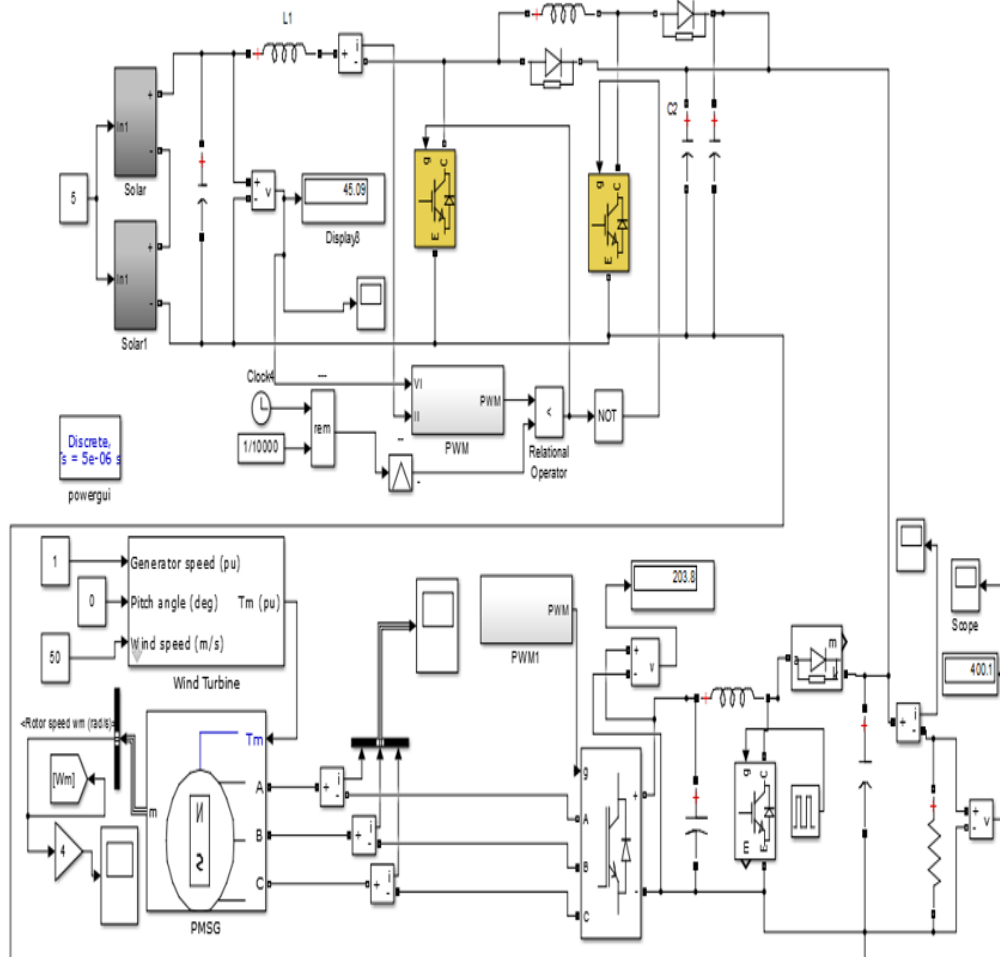 L1
In1
+
-
Solar
5
In1
+
-
Solar1
+
-
v
45.09
Display8
+
-
i
g
C
E
g
C
E
C2
Clock4
---
1/10000
rem
VI
II
PWM
PWM
--
-
<
Relational
Operator
NOT
Discrete,
s = 5e-06 s
powergui
1
0
50
Generator speed (pu)
Pitch angle (deg)
Wind speed (m/s)
Tm (pu)
Wind Turbine
PWM
PWM1
203.8
+
-
v
Scope
400.1
<Rotor speed wm (rad/s)>
[Wm]
4
m
Tm
A
B
C
N
S
PMSG
+
-
i
+
-
i
+
-
i
g
A
B
C
+
-
a
m
k
g
C
E
m
E
+
-
i
+
-
v